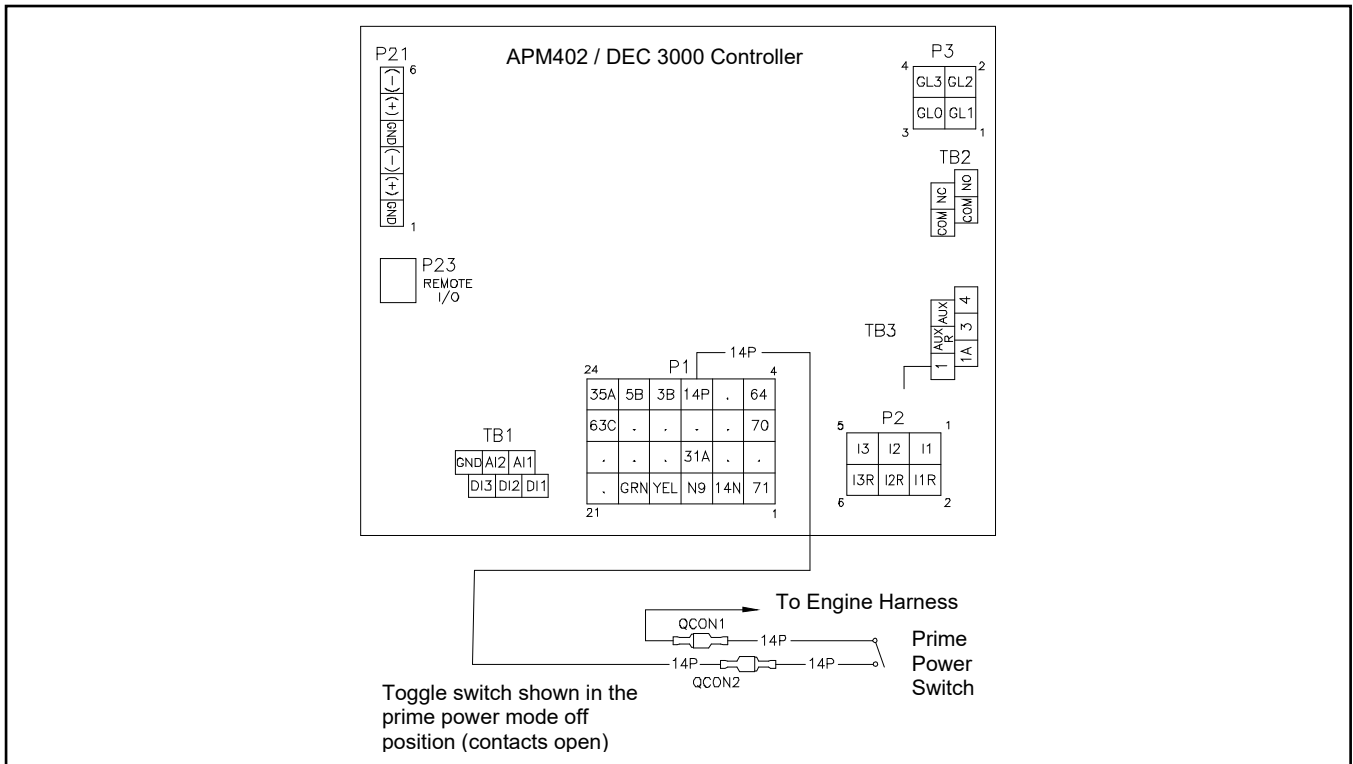 APM402 / DEC 3000 Controller
P21
6
(-)
(+)
GND
(-)
(+)
GND
1
P23
REMOTE
I/O
P3
4 2
GL3 GL2
GL0 GL1
3 1
TB2
NC NO
COM COM
TB3
AUX 4
AUX R 3
1 1A
14P
P1
24 4
35A 5B 3B 14P . 64
63C . . . . 70
. . . 31A . .
. GRN YEL N9 14N 71
21 1
TB1
GND AI2 AI1
DI3 DI2 DI1
P2
5 1
I3 I2 I1
I3R I2R I1R
6 2
To Engine Harness
QCON1
14P
14P
14P
QCON2
Prime
Power
Switch
Toggle switch shown in the
prime power mode off
position (contacts open)